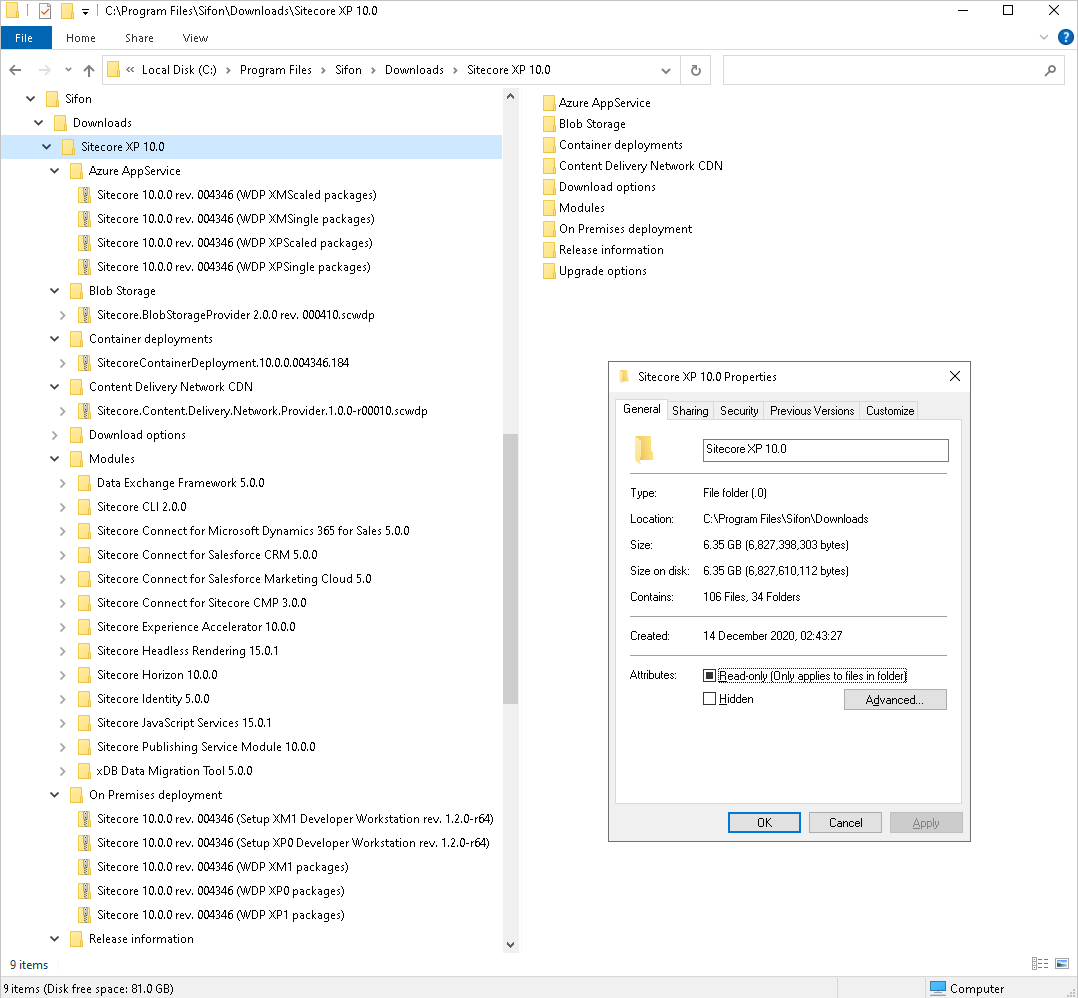 C:\Program Files\Sifon\Downloads\Sitecore XP 10.0
File Home Share View
« Local Disk (C:) › Program Files › Sifon › Downloads › Sitecore XP 10.0
Sifon
Downloads
Sitecore XP 10.0
Azure AppService
Sitecore 10.0.0 rev. 004346 (WDP XMScaled packages)
Sitecore 10.0.0 rev. 004346 (WDP XMSingle packages)
Sitecore 10.0.0 rev. 004346 (WDP XPScaled packages)
Sitecore 10.0.0 rev. 004346 (WDP XPSingle packages)
Blob Storage
Sitecore.BlobStorageProvider 2.0.0 rev. 000410.scwdp
Container deployments
SitecoreContainerDeployment.10.0.0.004346.184
Content Delivery Network CDN
Sitecore.Content.Delivery.Network.Provider.1.0.0-r00010.scwdp
Download options
Modules
Data Exchange Framework 5.0.0
Sitecore CLI 2.0.0
Sitecore Connect for Microsoft Dynamics 365 for Sales 5.0.0
Sitecore Connect for Salesforce CRM 5.0.0
Sitecore Connect for Salesforce Marketing Cloud 5.0
Sitecore Connect for Sitecore CMP 3.0.0
Sitecore Experience Accelerator 10.0.0
Sitecore Headless Rendering 15.0.1
Sitecore Horizon 10.0.0
Sitecore Identity 5.0.0
Sitecore JavaScript Services 15.0.1
Sitecore Publishing Service Module 10.0.0
xDB Data Migration Tool 5.0.0
On Premises deployment
Sitecore 10.0.0 rev. 004346 (Setup XM1 Developer Workstation rev. 1.2.0-r64)
Sitecore 10.0.0 rev. 004346 (Setup XP0 Developer Workstation rev. 1.2.0-r64)
Sitecore 10.0.0 rev. 004346 (WDP XM1 packages)
Sitecore 10.0.0 rev. 004346 (WDP XP0 packages)
Sitecore 10.0.0 rev. 004346 (WDP XP1 packages)
Release information
Azure AppService
Blob Storage
Container deployments
Content Delivery Network CDN
Download options
Modules
On Premises deployment
Release information
Upgrade options
Sitecore XP 10.0 Properties
General Sharing Security Previous Versions Customize
Sitecore XP 10.0
Type: File folder (.0)
Location: C:\Program Files\Sifon\Downloads
Size: 6.35 GB (6,827,398,303 bytes)
Size on disk: 6.35 GB (6,827,610,112 bytes)
Contains: 106 Files, 34 Folders
Created: 14 December 2020, 02:43:27
Attributes: Read-only (Only applies to files in folder)
Hidden Advanced...
OK Cancel Apply
9 items
9 items (Disk free space: 81.0 GB) Computer